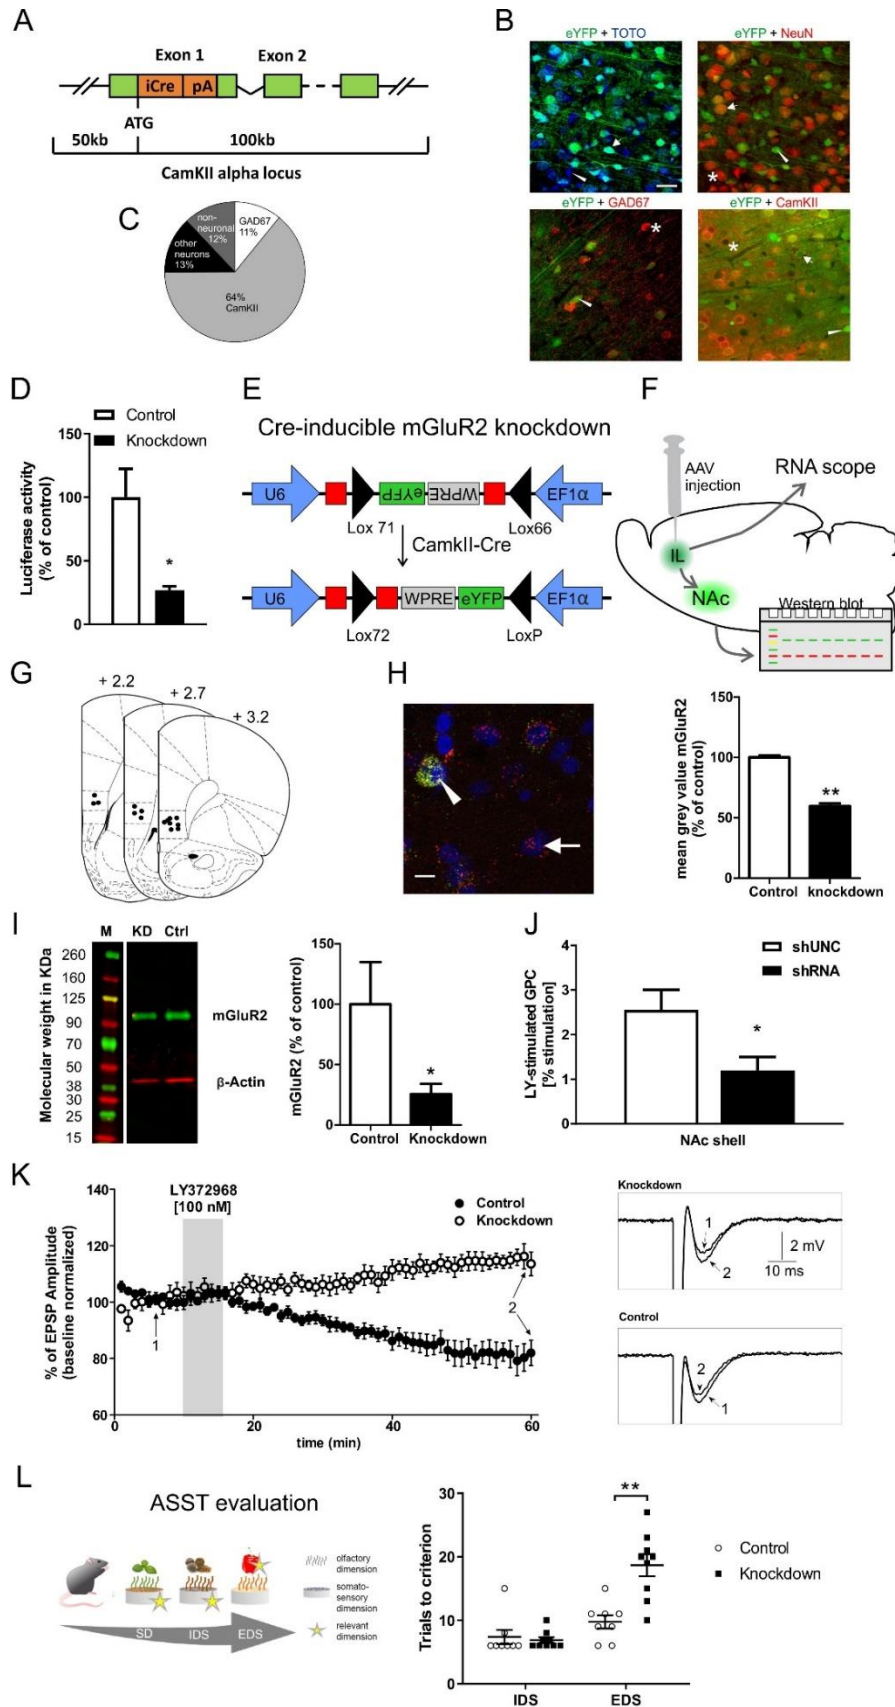 A
Exon 1
Exon 2
iCre
pA
ATG
50kb
100kb
CamKII alpha locus
B
eYFP + TOTO
eYFP + NeuN
*
eYFP + GAD67
eYFP + CamKII
*
*
C
non-
neuronal
12%
GAD67
11%
other
neurons
13%
64%
CamKII
D
Control
Knockdown
Luciferase activity
(% of control)
150
100
50
0
*
E
Cre-inducible mGluR2 knockdown
U6
eYFP
WPRE
EF1α
Lox 71
Lox66
CamkII-Cre
U6
WPRE
eYFP
EF1α
Lox72
LoxP
F
AAV
injection
RNA scope
IL
NAc
Western blot
G
+ 2.2
+ 2.7
+ 3.2
H
mean grey value mGluR2
(% of control)
150
100
50
0
**
Control
knockdown
I
Molecular weight in KDa
M
KD
Ctrl
260
160
125
90
70
50
38
30
25
15
mGluR2
β-Actin
mGluR2 (% of control)
150
100
50
0
*
Control
Knockdown
J
shUNC
shRNA
LY-stimulated GPC
[% stimulation]
4
3
2
1
0
*
NAc shell
K
% of EPSP Amplitude
(baseline normalized)
140
120
100
80
60
LY372968
[100 nM]
Control
Knockdown
1
2
0
20
40
60
time (min)
Knockdown
1
2
2 mV
10 ms
Control
2
1
L
ASST evaluation
SD
IDS
EDS
olfactory
dimension
somato-
sensory
dimension
relevant
dimension
Trials to criterion
30
20
10
0
**
Control
Knockdown
IDS
EDS